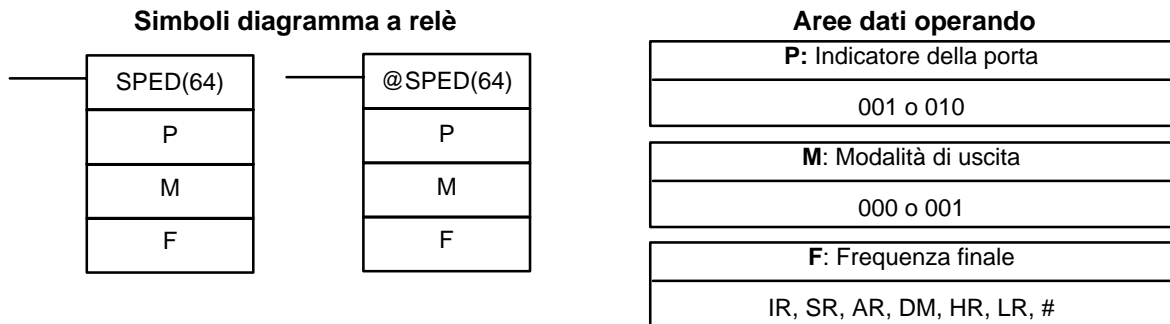 Simboli diagramma a relè
SPED(64)
P
M
F
@SPED(64)
P
M
F
Aree dati operando
P: Indicatore della porta
001 o 010
M: Modalità di uscita
000 o 001
F: Frequenza finale
IR, SR, AR, DM, HR, LR, #